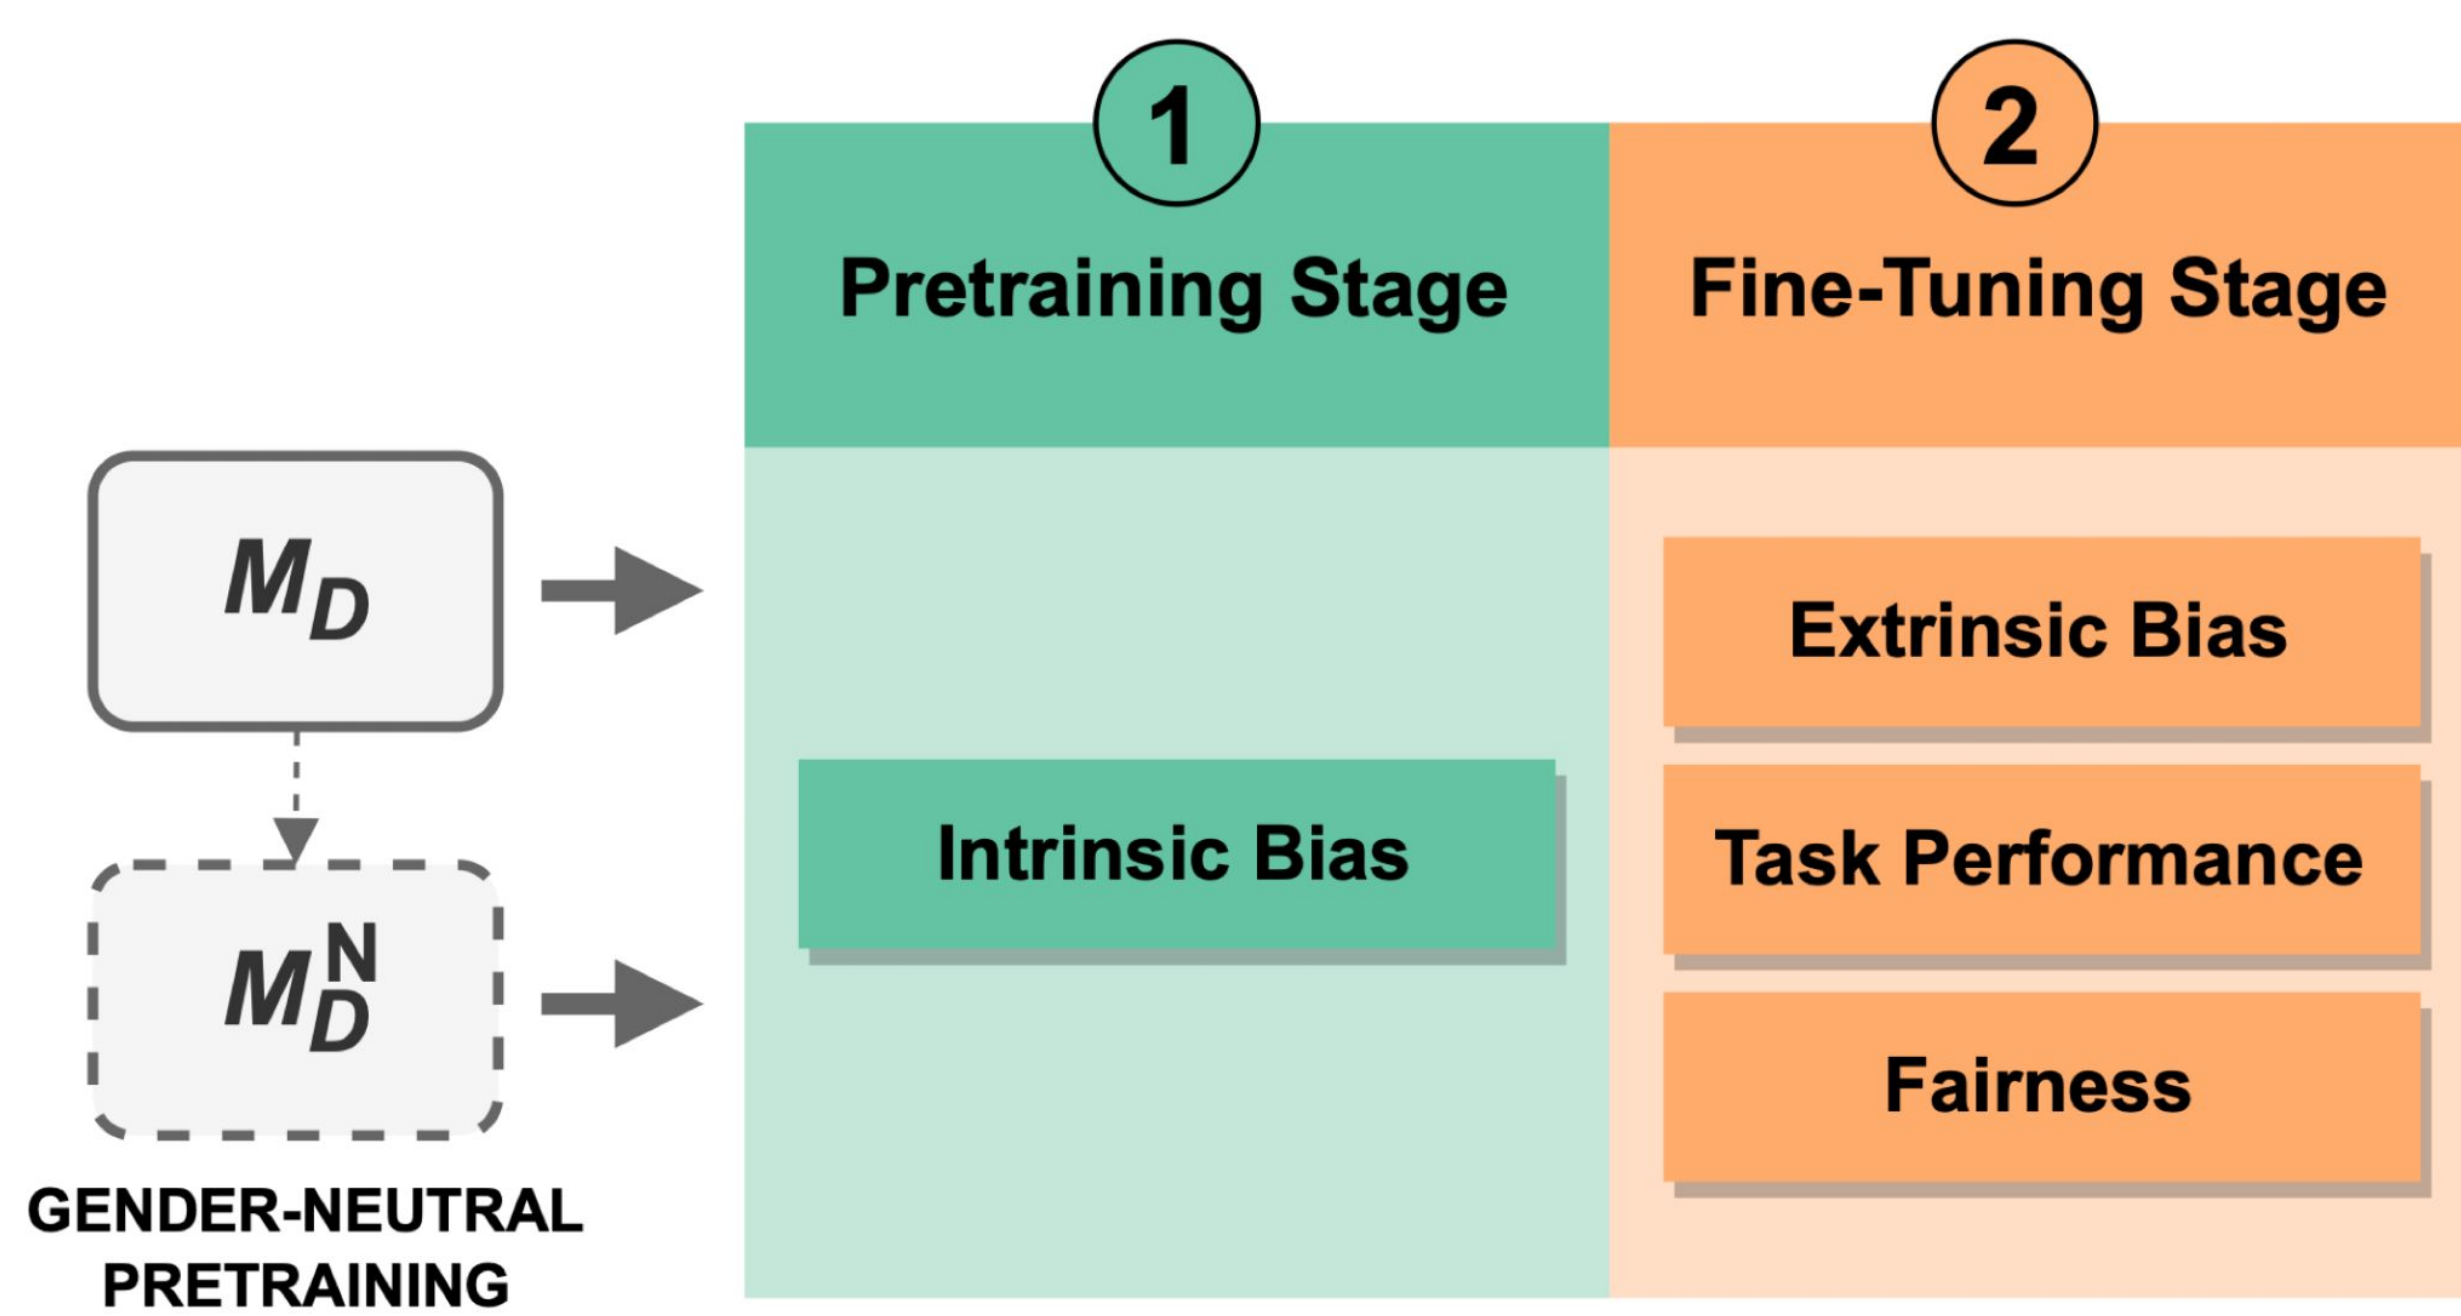 1
2
Pretraining Stage
Fine-Tuning Stage
M_D
Extrinsic Bias
Intrinsic Bias
Task Performance
M_D^N
Fairness
GENDER-NEUTRAL
PRETRAINING